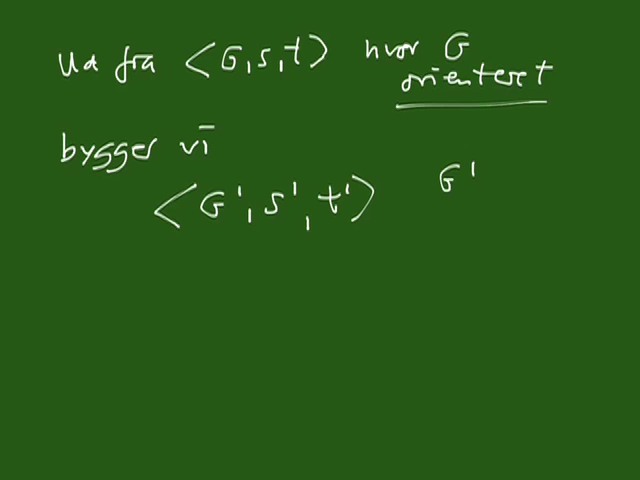 Ud fra <G,s,t> hvor G
orienteret
bygger vi
<G',s',t'> G'